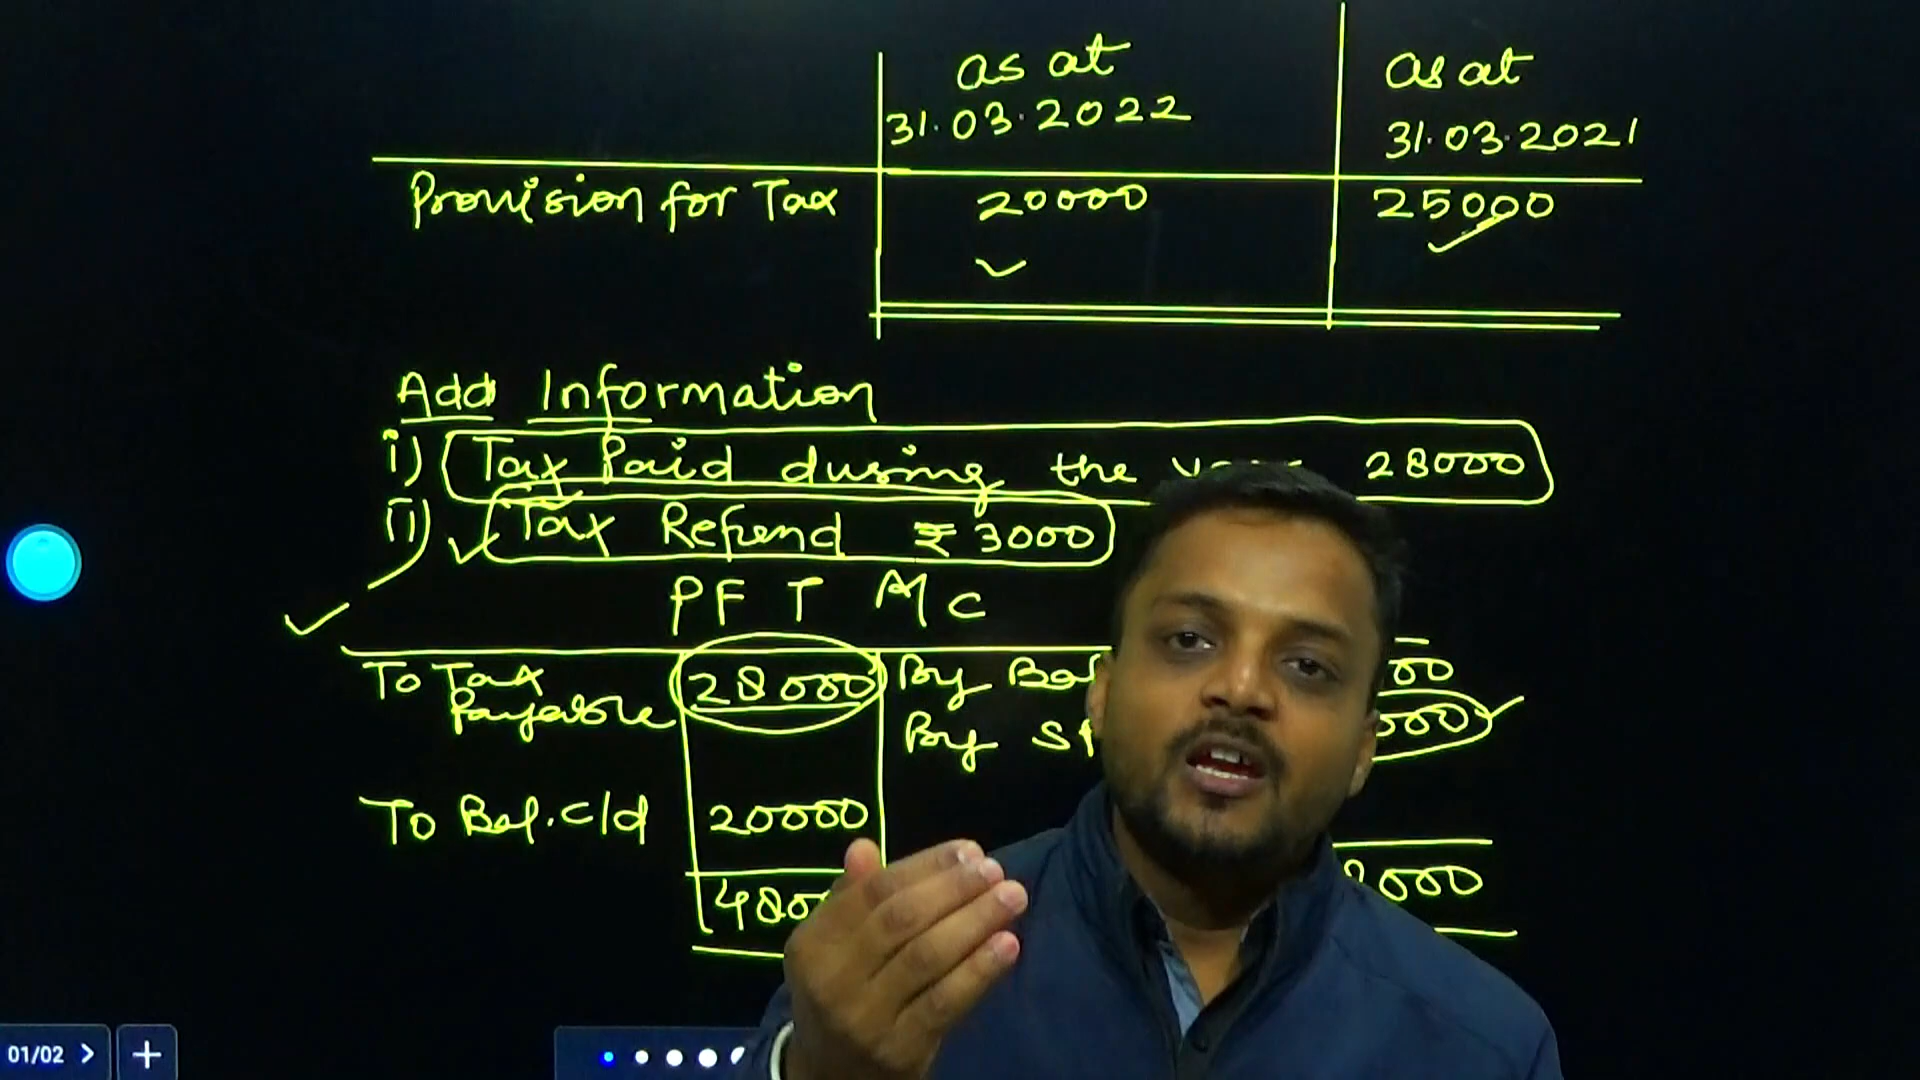 as at as at
31.03.2022 31.03.2021
Provision for Tax 20000 25000
Add Information
i) Tax Paid during the 28000
ii) Tax Refund ₹ 3000
P F T A/c
To Tax Payable 28000 By Bal
By
To Bal. c/d 20000
01/02